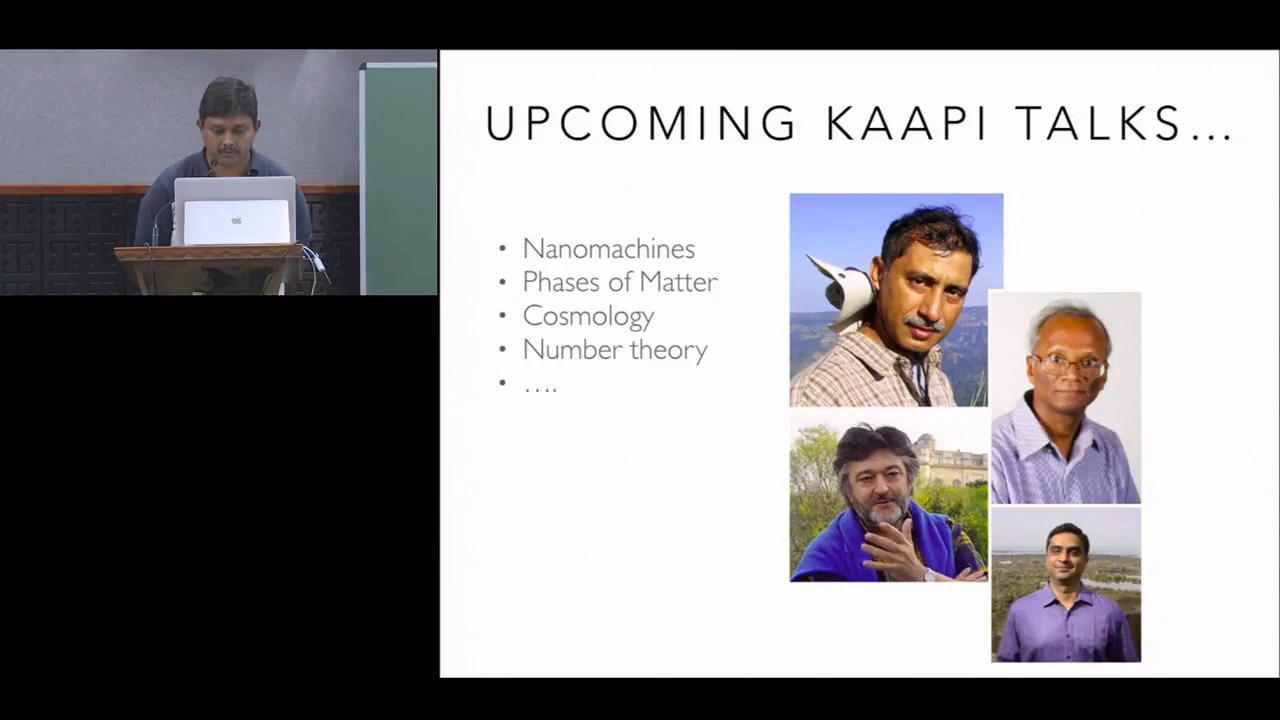 UPCOMING KAAPI TALKS...
• Nanomachines
• Phases of Matter
• Cosmology
• Number theory
• ....